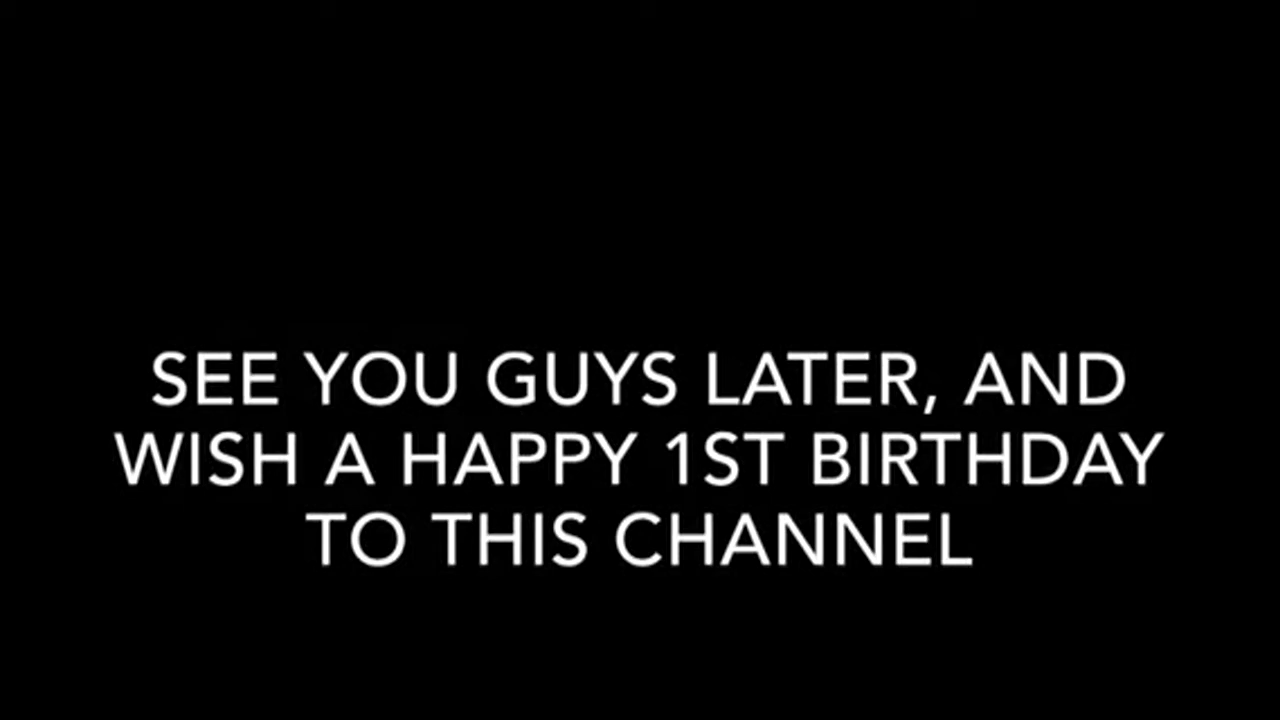 SEE YOU GUYS LATER, AND
WISH A HAPPY 1ST BIRTHDAY
TO THIS CHANNEL